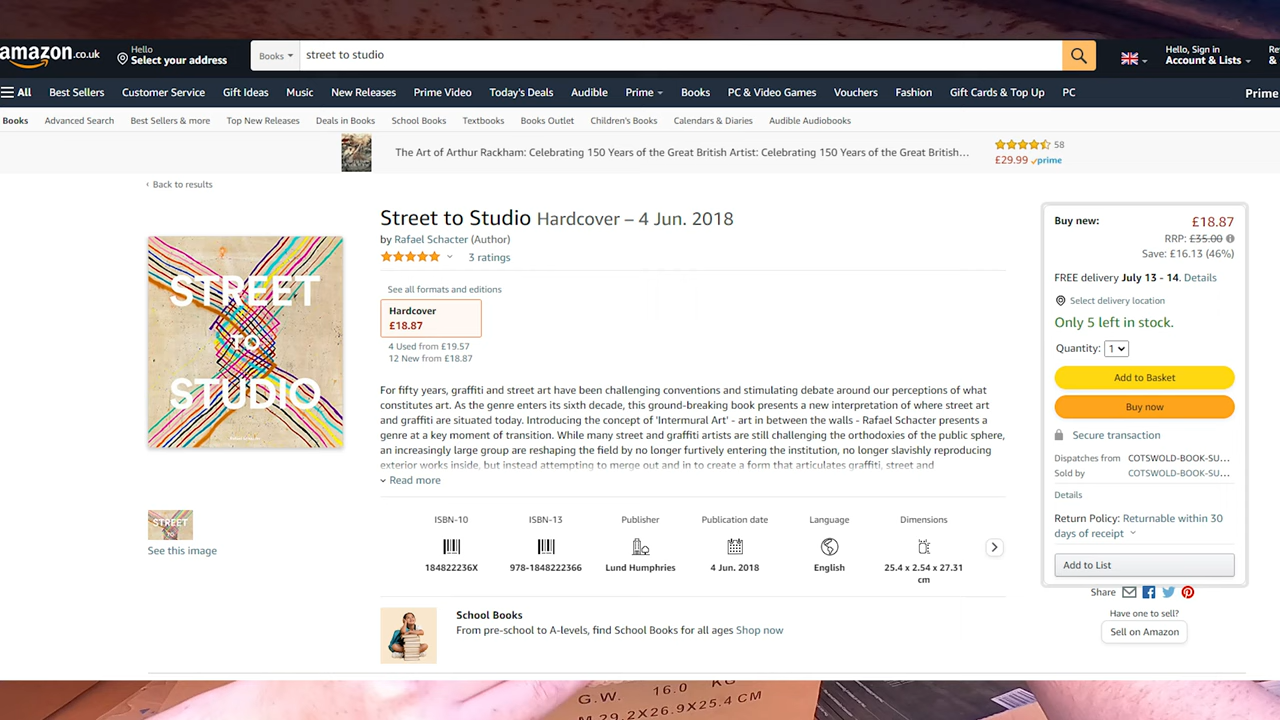 amazon.co.uk
Hello
Select your address
Books
street to studio
Hello, Sign in
Account & Lists
Re
& 
All
Best Sellers
Customer Service
Gift Ideas
Music
New Releases
Prime Video
Today's Deals
Audible
Prime
Books
PC & Video Games
Vouchers
Fashion
Gift Cards & Top Up
PC
Prime
Books
Advanced Search
Best Sellers & more
Top New Releases
Deals in Books
School Books
Textbooks
Books Outlet
Children's Books
Calendars & Diaries
Audible Audiobooks
The Art of Arthur Rackham: Celebrating 150 Years of the Great British Artist: Celebrating 150 Years of the Great British...
58
£29.99 prime
‹ Back to results
STREET
TO
STUDIO
STREET
TO
See this image
Street to Studio Hardcover – 4 Jun. 2018
by Rafael Schacter (Author)
3 ratings
See all formats and editions
Hardcover
£18.87
4 Used from £19.57
12 New from £18.87
For fifty years, graffiti and street art have been challenging conventions and stimulating debate around our perceptions of what
constitutes art. As the genre enters its sixth decade, this ground-breaking book presents a new interpretation of where street art
and graffiti are situated today. Introducing the concept of 'Intermural Art' - art in between the walls - Rafael Schacter presents a
genre at a key moment of transition. While many street and graffiti artists are still challenging the orthodoxies of the public sphere,
an increasingly large group are reshaping the field by no longer furtively entering the institution, no longer slavishly reproducing
exterior works inside, but instead attempting to merge out and in to create a form that articulates graffiti, street and
Read more
ISBN-10
184822236X
ISBN-13
978-1848222366
Publisher
Lund Humphries
Publication date
4 Jun. 2018
Language
English
Dimensions
25.4 x 2.54 x 27.31
cm
School Books
From pre-school to A-levels, find School Books for all ages Shop now
Buy new:
£18.87
RRP: £35.00
Save: £16.13 (46%)
FREE delivery July 13 - 14. Details
Select delivery location
Only 5 left in stock.
Quantity: 1
Add to Basket
Buy now
Secure transaction
Dispatches from COTSWOLD-BOOK-SU...
Sold by COTSWOLD-BOOK-SU...
Details
Return Policy: Returnable within 30
days of receipt
Add to List
Share
Have one to sell?
Sell on Amazon
G.W. 16.0 KG
M 29.2X26.9X25.4 CM